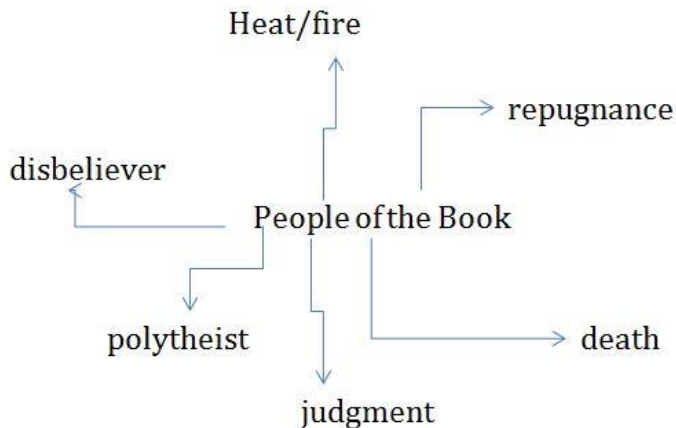 Heat/fire
repugnance
disbeliever
People of the Book
polytheist
death
judgment